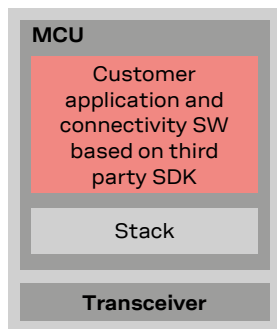 MCU
Customer
application and
connectivity SW
based on third
party SDK
Stack
Transceiver